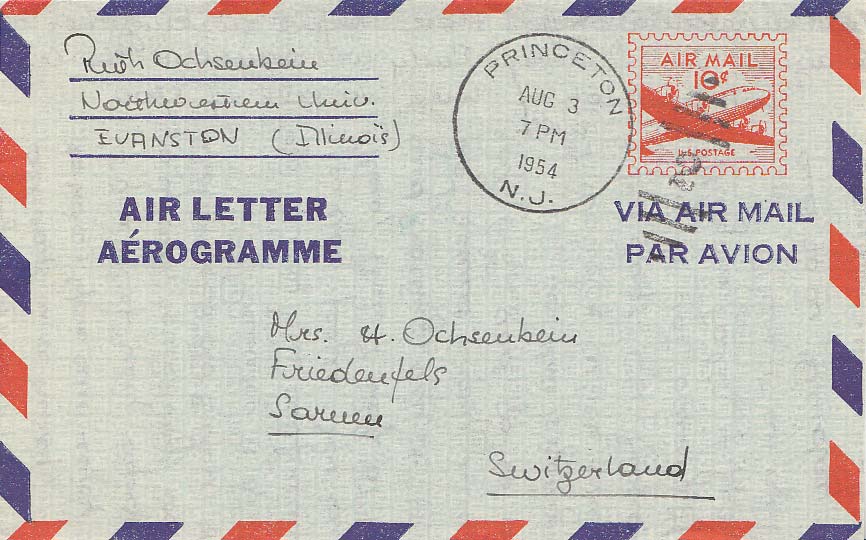 Ruth Ochsenbein
Northwestern Univ.
EVANSTON (Illinois)
PRINCETON
AUG 3
7 PM
1954
N.J.
AIR MAIL
10¢
U.S. POSTAGE
AIR LETTER
AÉROGRAMME
VIA AIR MAIL
PAR AVION
Mrs. H. Ochsenbein
Friedenfels
Sarnen
Switzerland